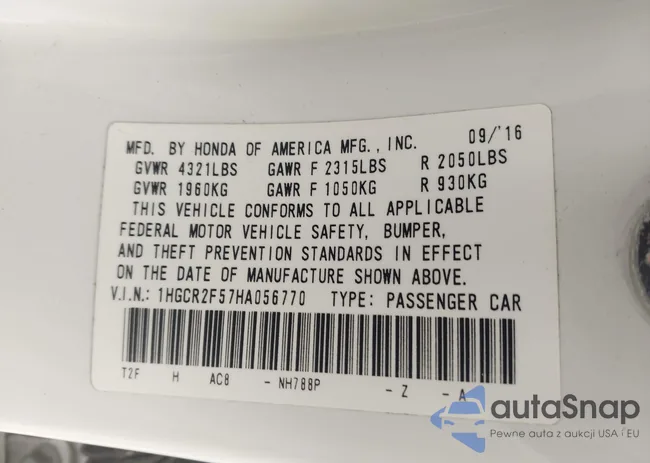 MFD. BY HONDA OF AMERICA MFG., INC. 09/'16
GVWR 4321LBS GAWR F 2315LBS R 2050LBS
GVWR 1960KG GAWR F 1050KG R 930KG
THIS VEHICLE CONFORMS TO ALL APPLICABLE
FEDERAL MOTOR VEHICLE SAFETY, BUMPER,
AND THEFT PREVENTION STANDARDS IN EFFECT
ON THE DATE OF MANUFACTURE SHOWN ABOVE.
V.I.N.: 1HGCR2F57HA056770 TYPE: PASSENGER CAR
T2F H AC8 - NH788P - Z - A
autaSnap
Pewne auta z aukcji USA i EU